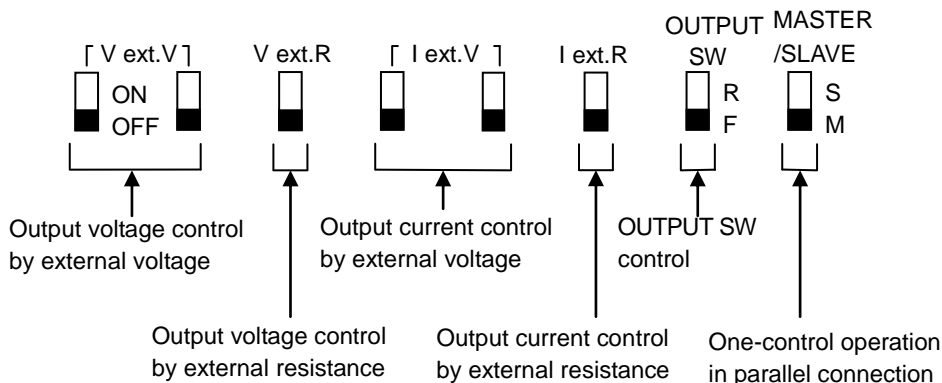 OUTPUT MASTER
「 V ext.V 」 V ext.R 「 I ext.V 」 I ext.R SW /SLAVE
ON R S
OFF F M
Output voltage control
by external voltage
Output current control
by external voltage
OUTPUT SW
control
Output voltage control
by external resistance
Output current control
by external resistance
One-control operation
in parallel connection